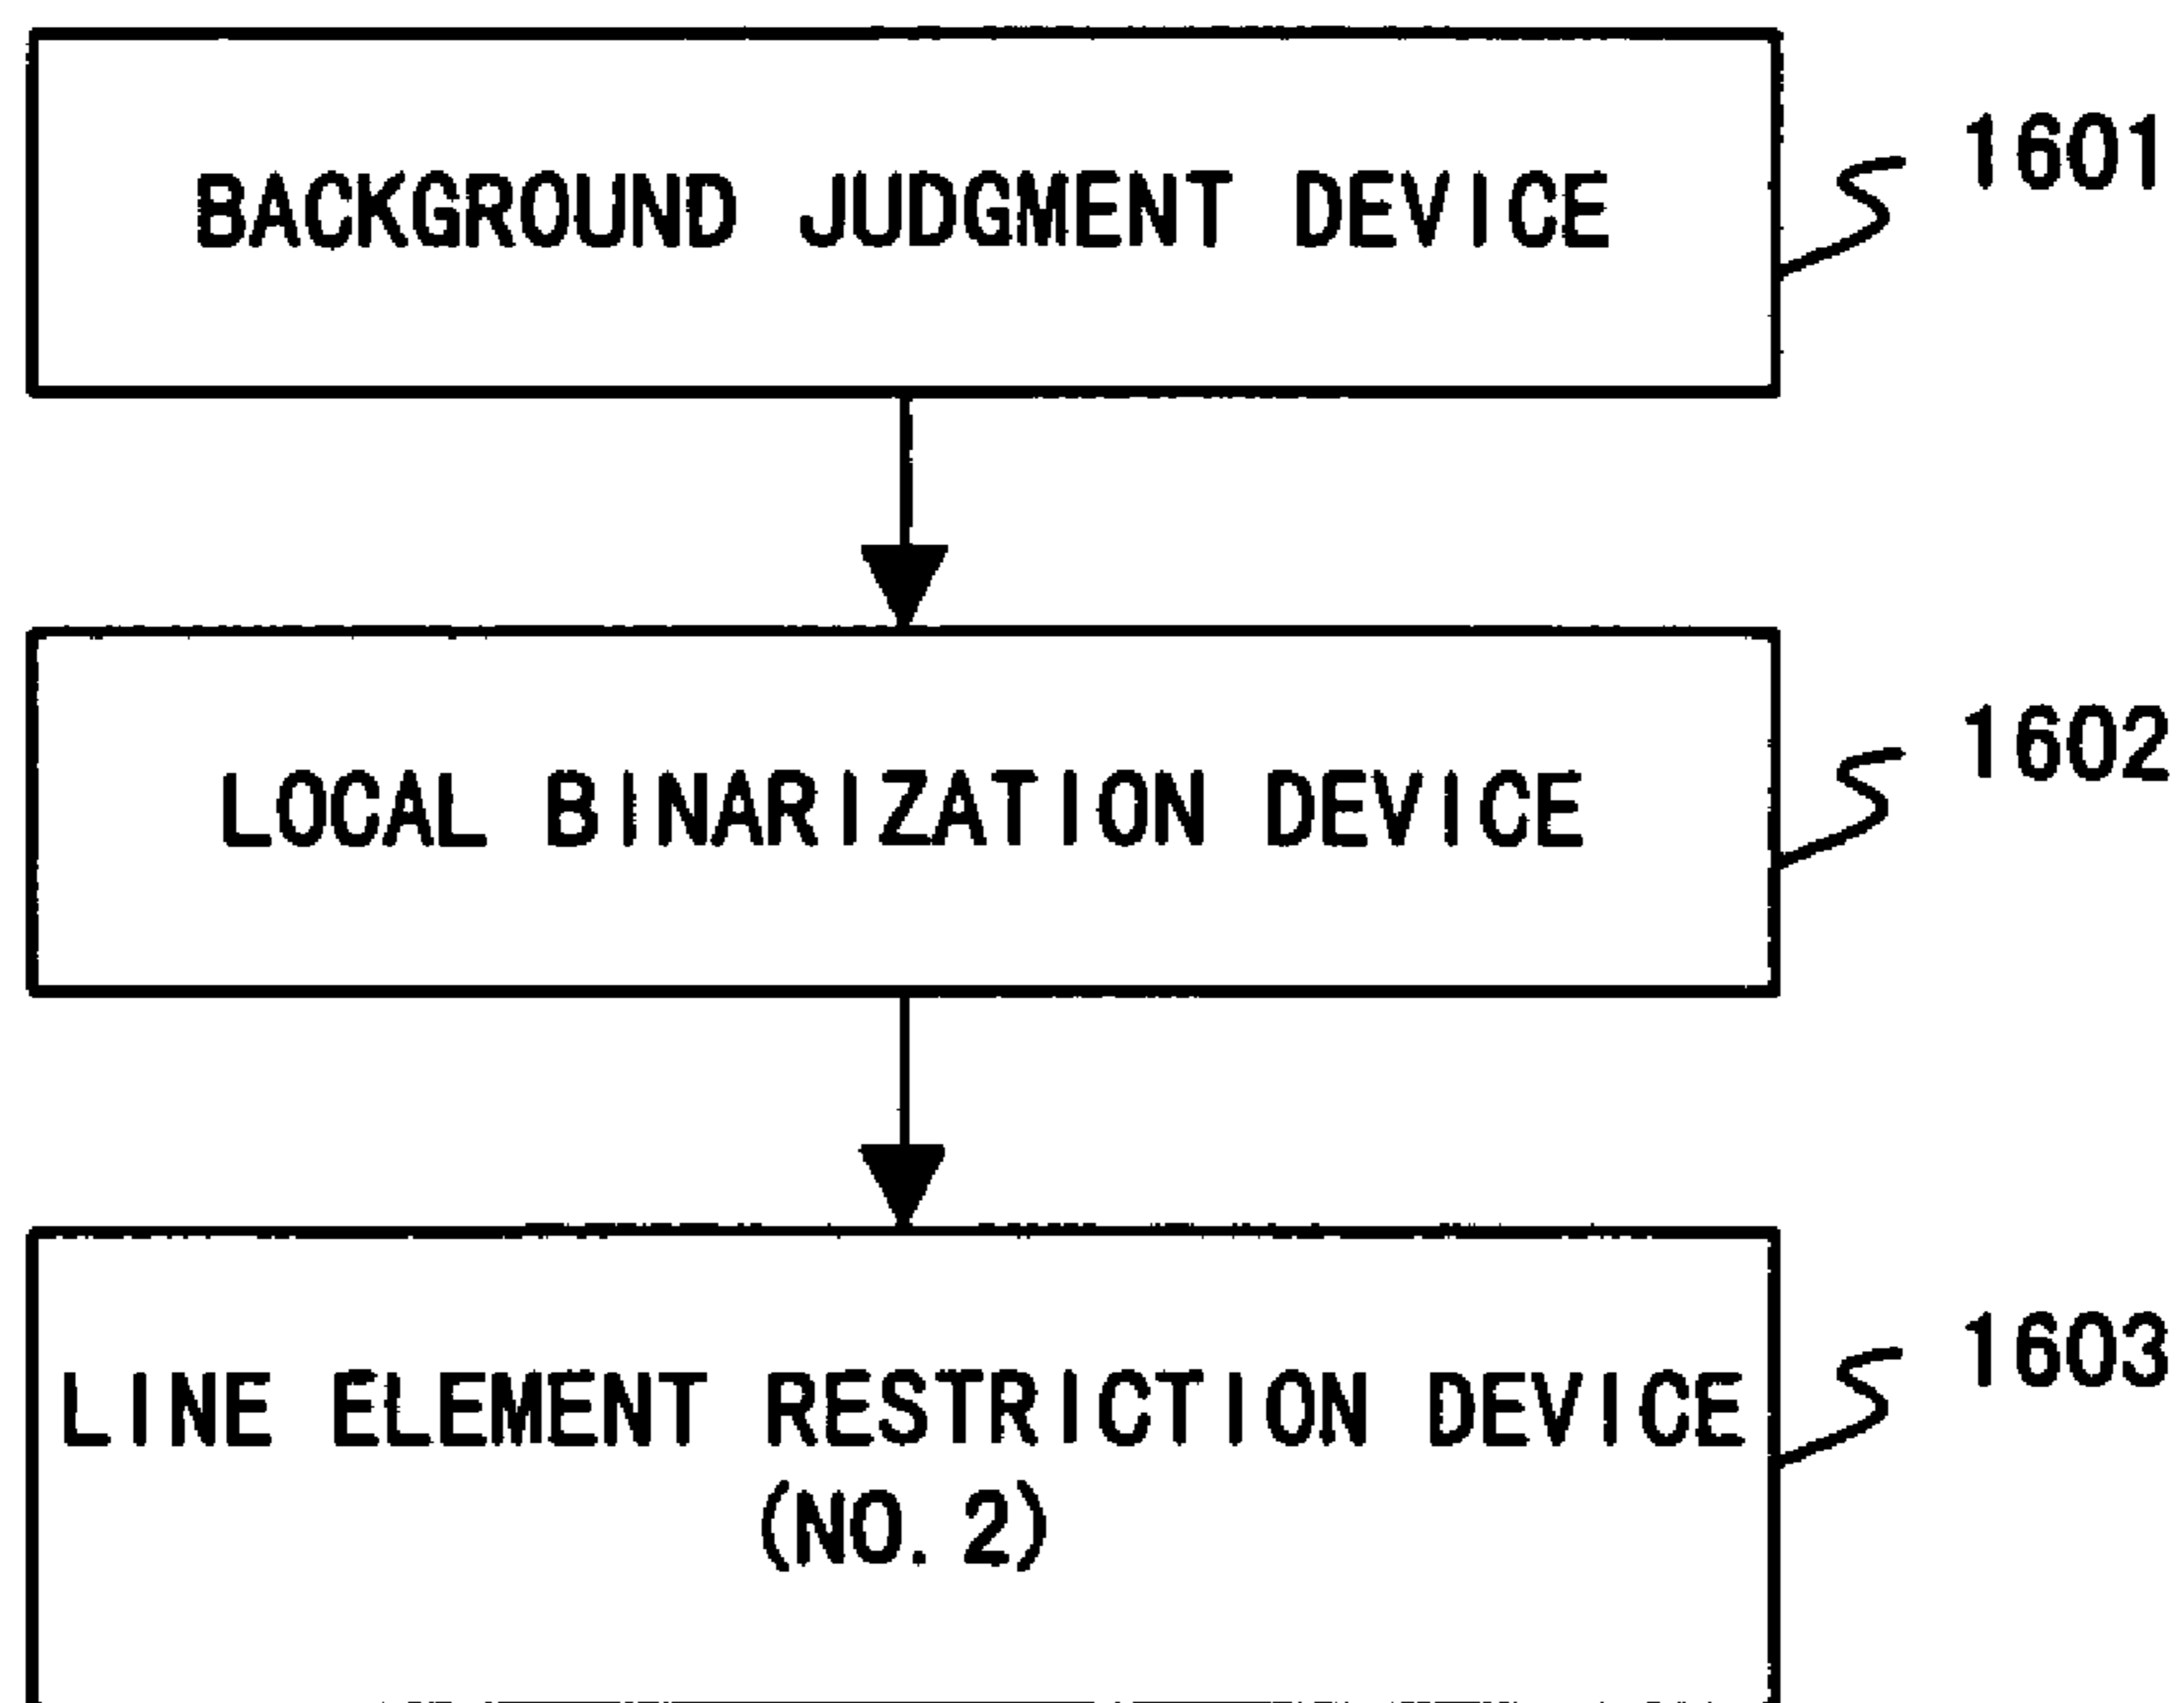 BACKGROUND JUDGMENT DEVICE
1601
LOCAL BINARIZATION DEVICE
1602
LINE ELEMENT RESTRICTION DEVICE
(NO. 2)
1603